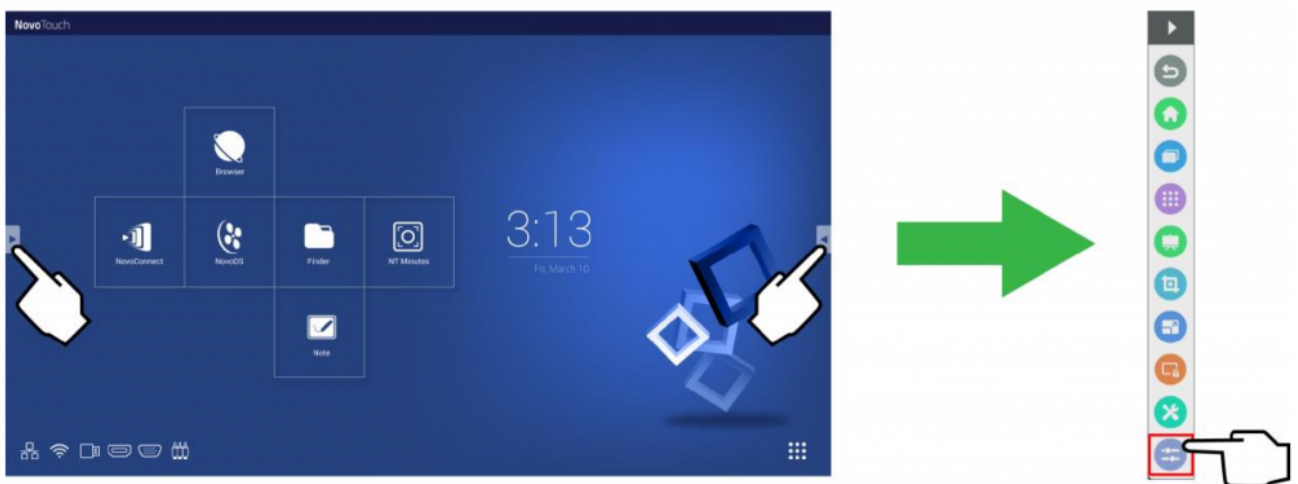 NovoTouch
Browser
NovoConnect
NovoDS
Finder
NT Minutes
3:13
Fri, March 10
Note